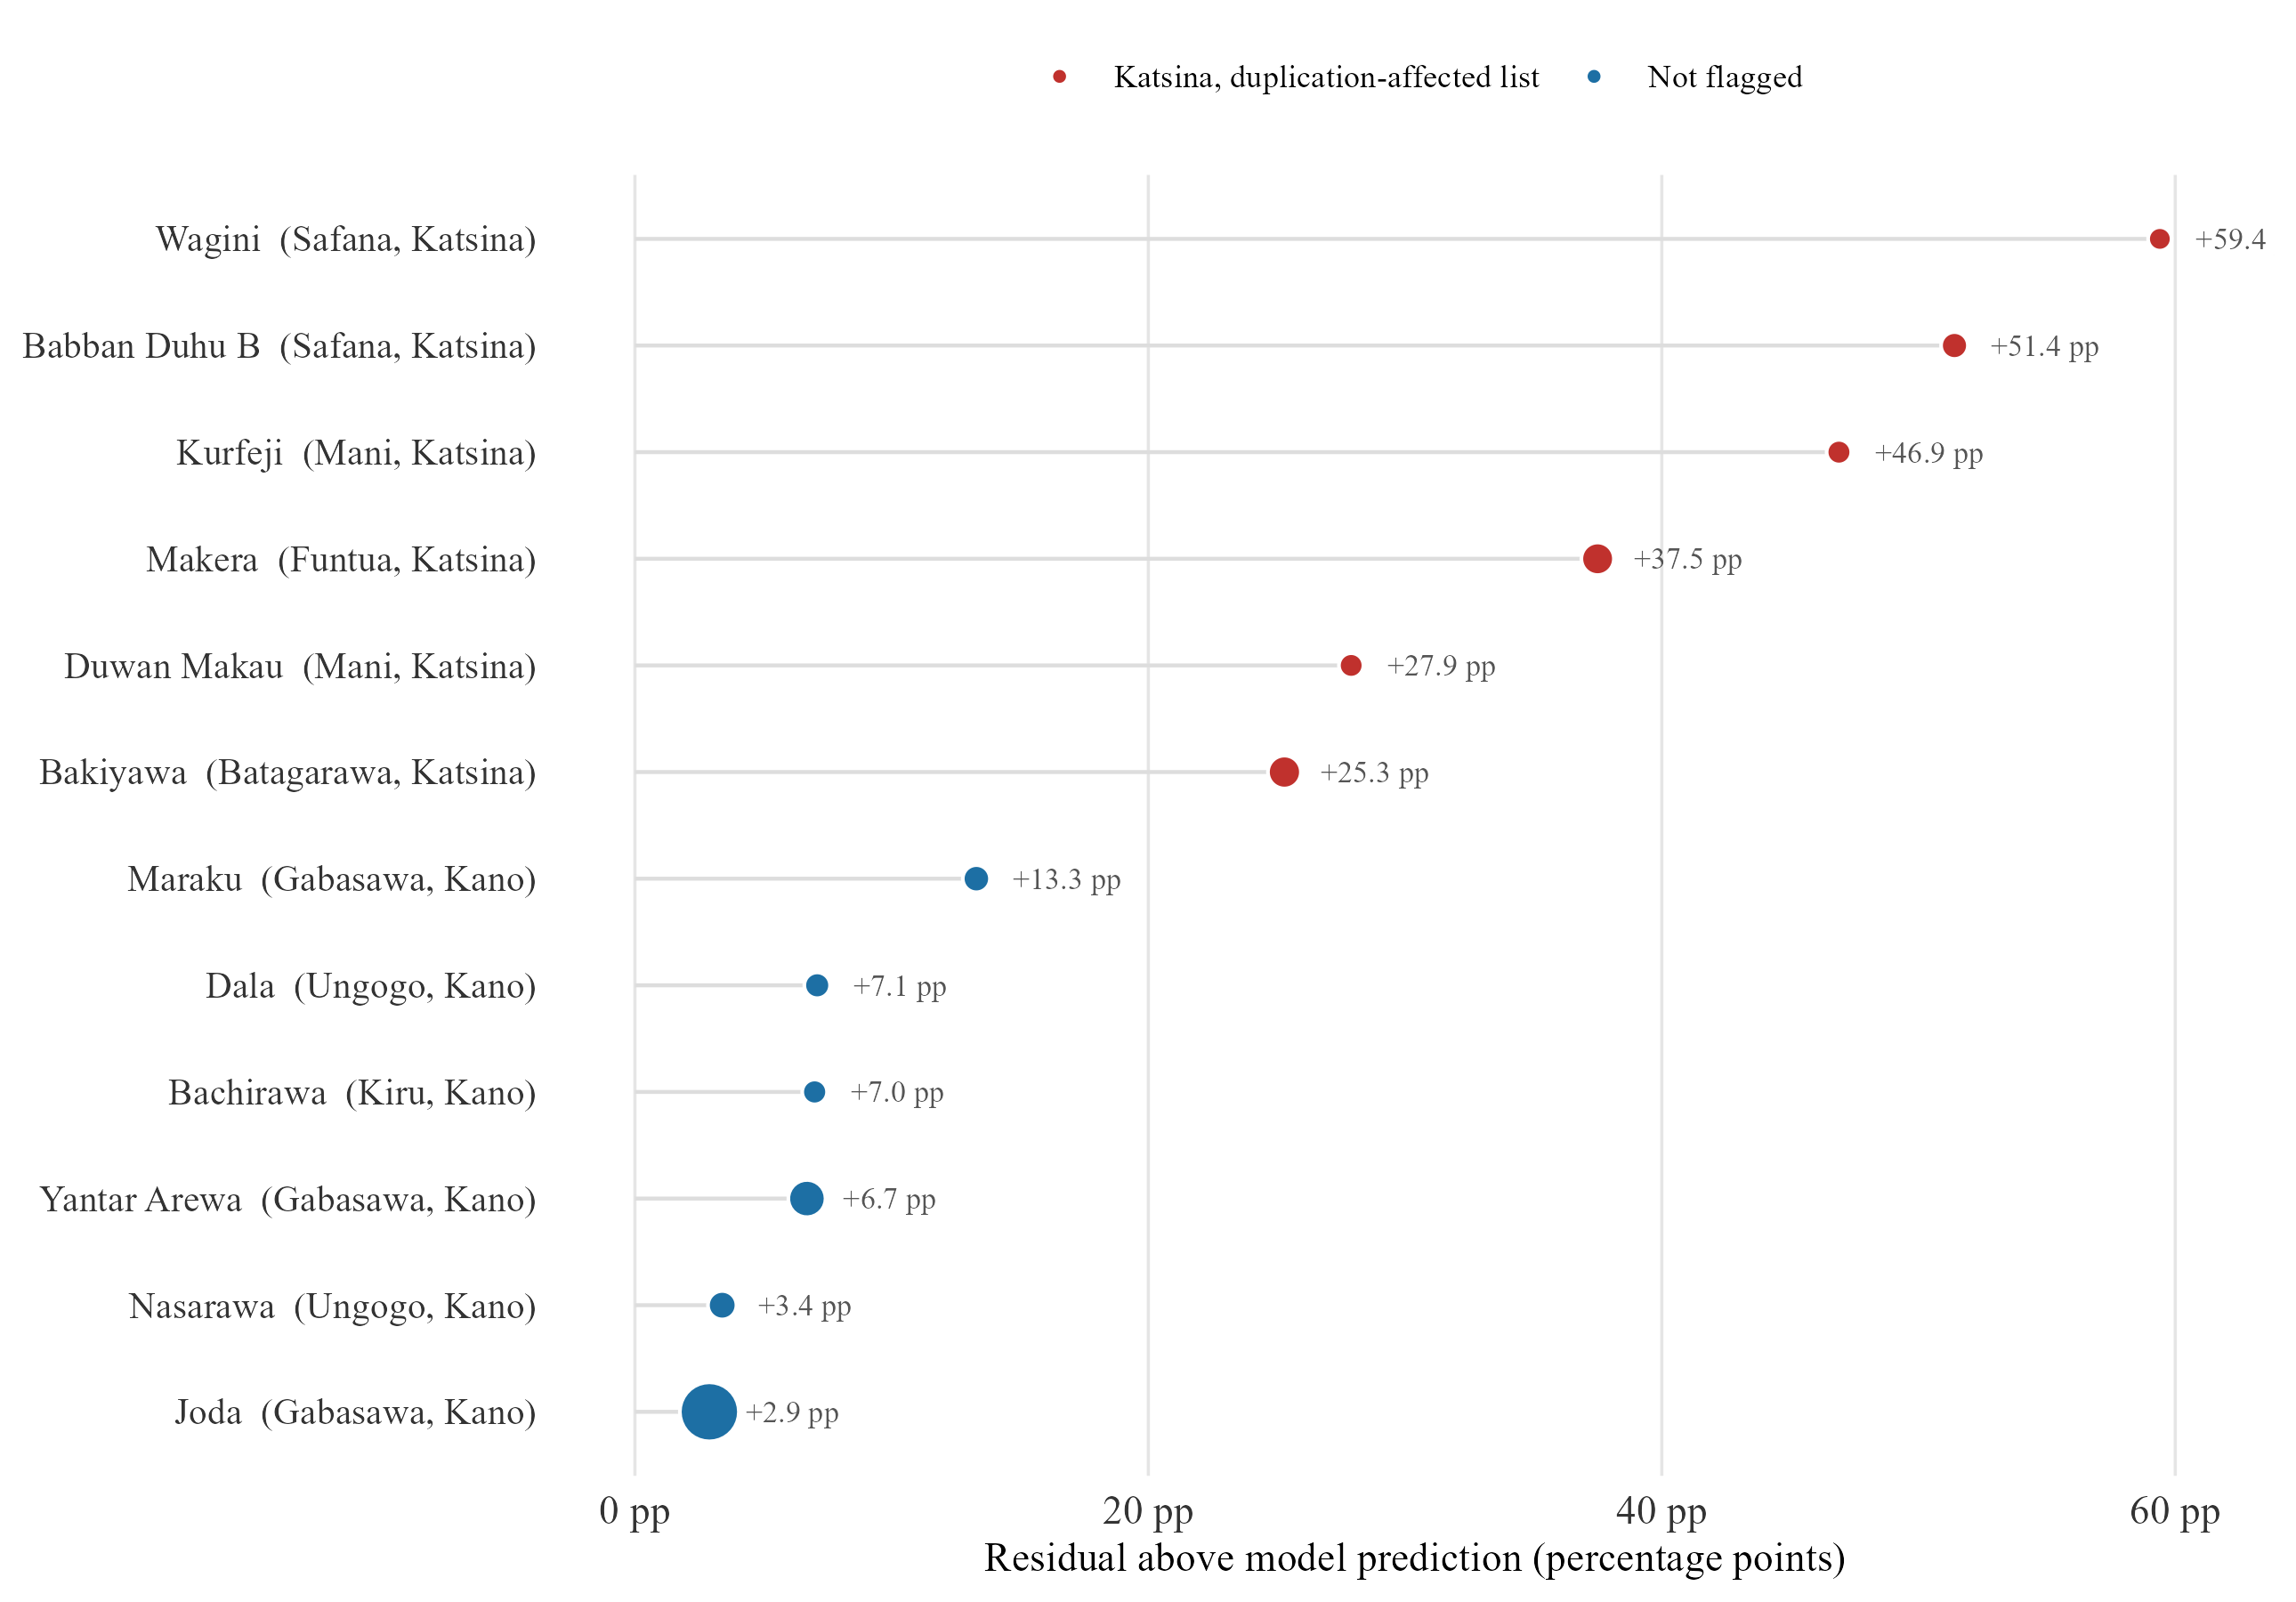 Katsina, duplication-affected list Not flagged
Wagini (Safana, Katsina) +59.4
Babban Duhu B (Safana, Katsina) +51.4 pp
Kurfeji (Mani, Katsina) +46.9 pp
Makera (Funtua, Katsina) +37.5 pp
Duwan Makau (Mani, Katsina) +27.9 pp
Bakiyawa (Batagarawa, Katsina) +25.3 pp
Maraku (Gabasawa, Kano) +13.3 pp
Dala (Ungogo, Kano) +7.1 pp
Bachirawa (Kiru, Kano) +7.0 pp
Yantar Arewa (Gabasawa, Kano) +6.7 pp
Nasarawa (Ungogo, Kano) +3.4 pp
Joda (Gabasawa, Kano) +2.9 pp
0 pp 20 pp 40 pp 60 pp
Residual above model prediction (percentage points)